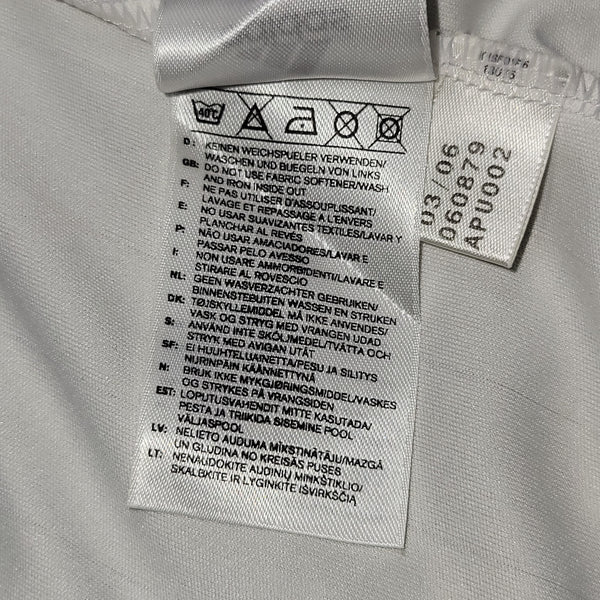 40°C
D: KEINEN WEICHSPUELER VERWENDEN/
WASCHEN UND BUEGELN VON LINKS
GB: DO NOT USE FABRIC SOFTENER/WASH
AND IRON INSIDE OUT
F: NE PAS UTILISER D'ASSOUPLISSANT/
LAVAGE ET REPASSAGE A L'ENVERS
E: NO USAR SUAVIZANTES TEXTILES/LAVAR Y
PLANCHAR AL REVÉS
P: NÃO USAR AMACIADORES/LAVAR E
PASSAR PELO AVESSO
I: NON USARE AMMORBIDENTI/LAVARE E
STIRARE AL ROVESCIO
NL: GEEN WASVERZACHTER GEBRUIKEN/
BINNENSTEBUITEN WASSEN EN STRIJKEN
DK: TØJSKYLLEMIDDEL MÅ IKKE ANVENDES/
VASK OG STRYG MED VRANGEN UDAD
S: ANVÄND INTE SKÖLJMEDEL/TVÄTTA OCH
STRYK MED AVIGAN UTÅT
SF: EI HUUHTELUAINETTA/PESU JA SILITYS
NURINPÄIN KÄÄNNETTYNÄ
N: BRUK IKKE MYKGJØRINGSMIDDEL/VASKES
OG STRYKES PÅ VRANGSIDEN
EST: LOPUTUSVAHENDIT MITTE KASUTADA/
PESTA JA TRIIKIDA SISEMINE POOL
VÄLJASPOOL
LV: NELIETO AUDUMA MĪKSTINĀTĀJU/MAZGĀ
UN GLUDINA NO KREISĀS PUSES
LT: NENAUDOKITE AUDINIŲ MINKŠTIKLIO/
SKALBKITE IR LYGINKITE IŠVIRKŠČIĄ
03/06
060879
APU002